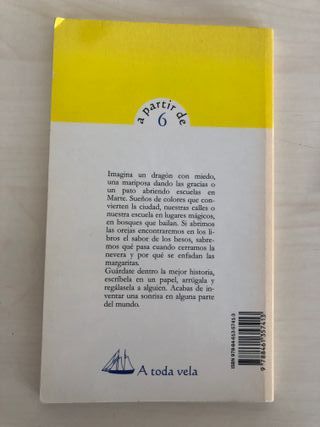 a partir de
6
Imagina un dragón con miedo,
una mariposa dando las gracias o
un pato abriendo escuelas en
Marte. Sueños de colores que con-
vierten la ciudad, nuestras calles o
nuestra escuela en lugares mágicos,
en bosques que bailan. Si abrimos
las orejas encontraremos en los li-
bros el sabor de los besos, sabre-
mos qué pasa cuando cerramos la
nevera y por qué se enfadan las
margaritas.
Guárdate dentro la mejor historia,
escríbela en un papel, arrúgala y
regálasela a alguien. Acabas de in-
ventar una sonrisa en alguna parte
del mundo.
A toda vela